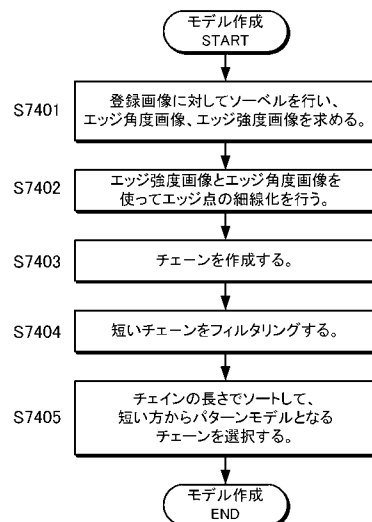 モデル作成
START
S7401
登録画像に対してソーベルを行い、
エッジ角度画像、エッジ強度画像を求める。
S7402
エッジ強度画像とエッジ角度画像を
使ってエッジ点の細線化を行う。
S7403
チェーンを作成する。
S7404
短いチェーンをフィルタリングする。
S7405
チェインの長さでソートして、
短い方からパターンモデルとなる
チェーンを選択する。
モデル作成
END